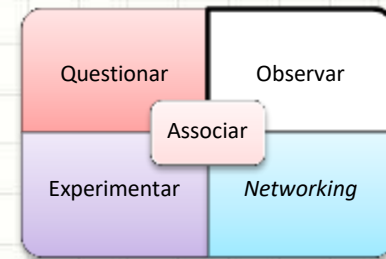 Questionar
Observar
Associar
Experimentar
Networking